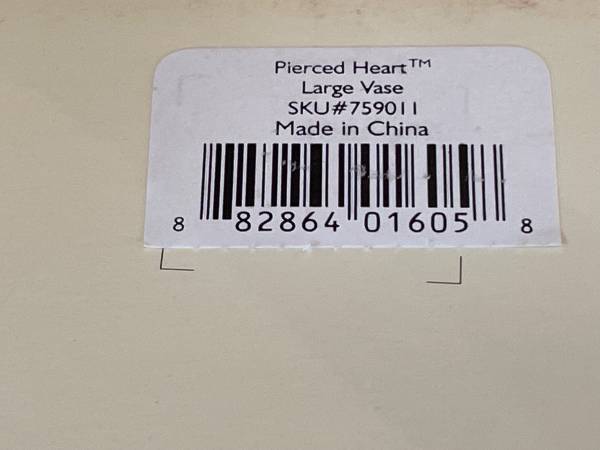 Pierced Heart™
Large Vase
SKU#759011
Made in China
8 82864 01605 8